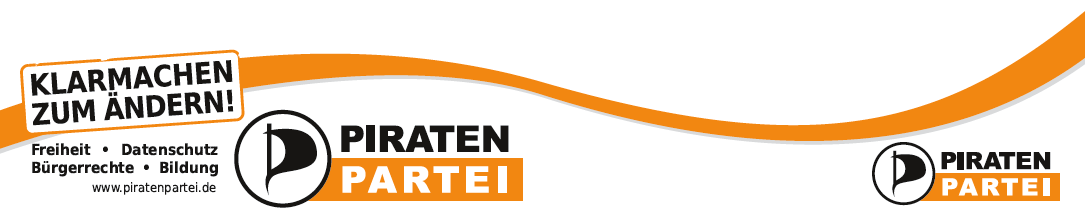 KLARMACHEN
ZUM ÄNDERN!
Freiheit • Datenschutz
Bürgerrechte • Bildung
www.piratenpartei.de
PIRATEN
PARTEI
PIRATEN
PARTEI